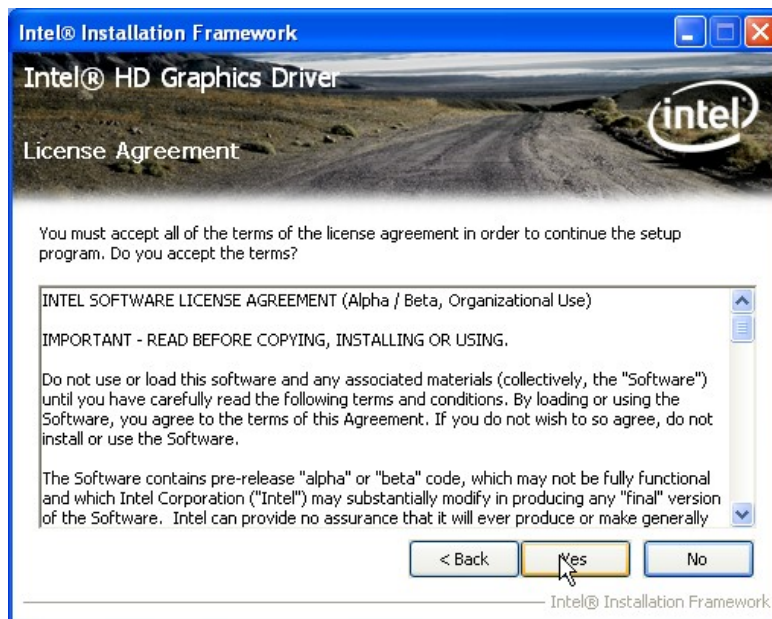 Intel® Installation Framework
Intel® HD Graphics Driver
intel
License Agreement
You must accept all of the terms of the license agreement in order to continue the setup
program. Do you accept the terms?
INTEL SOFTWARE LICENSE AGREEMENT (Alpha / Beta, Organizational Use)
IMPORTANT - READ BEFORE COPYING, INSTALLING OR USING.
Do not use or load this software and any associated materials (collectively, the "Software")
until you have carefully read the following terms and conditions. By loading or using the
Software, you agree to the terms of this Agreement. If you do not wish to so agree, do not
install or use the Software.
The Software contains pre-release "alpha" or "beta" code, which may not be fully functional
and which Intel Corporation ("Intel") may substantially modify in producing any "final" version
of the Software.  Intel can provide no assurance that it will ever produce or make generally
< Back
Yes
No
Intel® Installation Framework